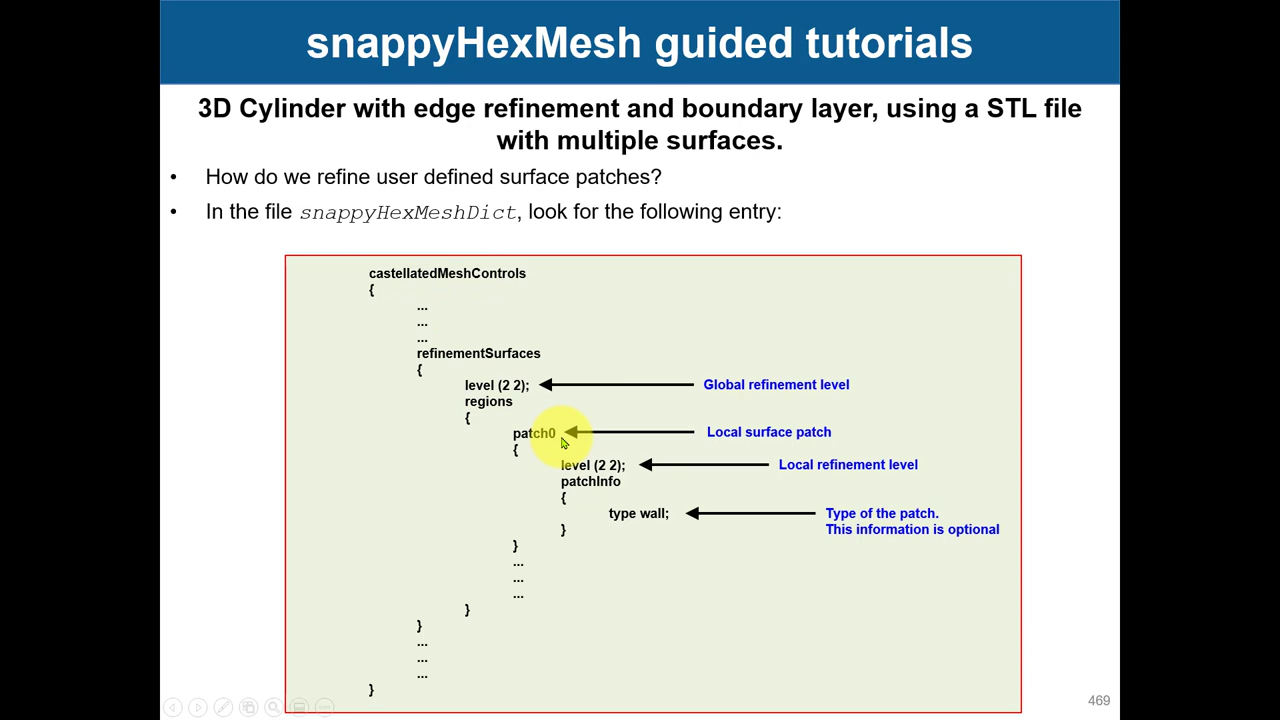 snappyHexMesh guided tutorials
3D Cylinder with edge refinement and boundary layer, using a STL file
with multiple surfaces.
• How do we refine user defined surface patches?
• In the file snappyHexMeshDict, look for the following entry:
castellatedMeshControls
{
...
...
...
refinementSurfaces
{
level (2 2); Global refinement level
regions
{
patch0 Local surface patch
{
level (2 2); Local refinement level
patchInfo
{
type wall; Type of the patch.
This information is optional
}
}
...
...
...
}
}
...
...
...
}
469